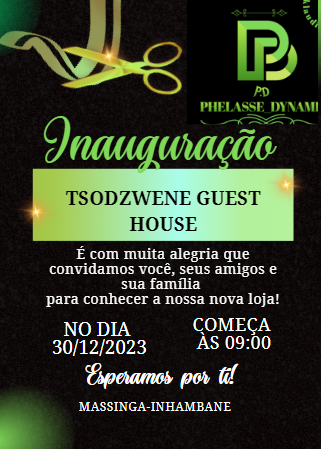 P.D
PHELASSE DYNAMI
Inauguração
TSODZWENE GUEST
HOUSE
É com muita alegria que
convidamos você, seus amigos e
sua família
para conhecer a nossa nova loja!
NO DIA
30/12/2023
COMEÇA
ÀS 09:00
Esperamos por ti!
MASSINGA-INHAMBANE